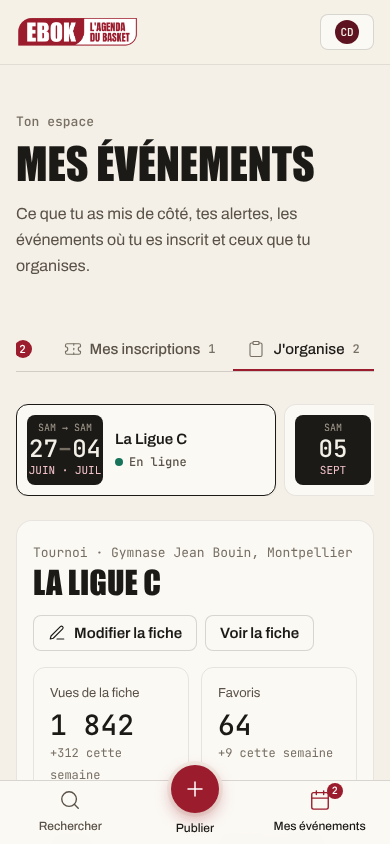 EBOK L'AGENDA
DU BASKET
CD
Ton espace
MES ÉVÉNEMENTS
Ce que tu as mis de côté, tes alertes, les
événements où tu es inscrit et ceux que tu
organises.
2 Mes inscriptions 1 J'organise 2
SAM → SAM
27–04
JUIN · JUIL
La Ligue C
En ligne
SAM
05
SEPT
Tournoi · Gymnase Jean Bouin, Montpellier
LA LIGUE C
Modifier la fiche Voir la fiche
Vues de la fiche
1 842
+312 cette
semaine
Favoris
64
+9 cette semaine
Rechercher
Publier
2
Mes événements